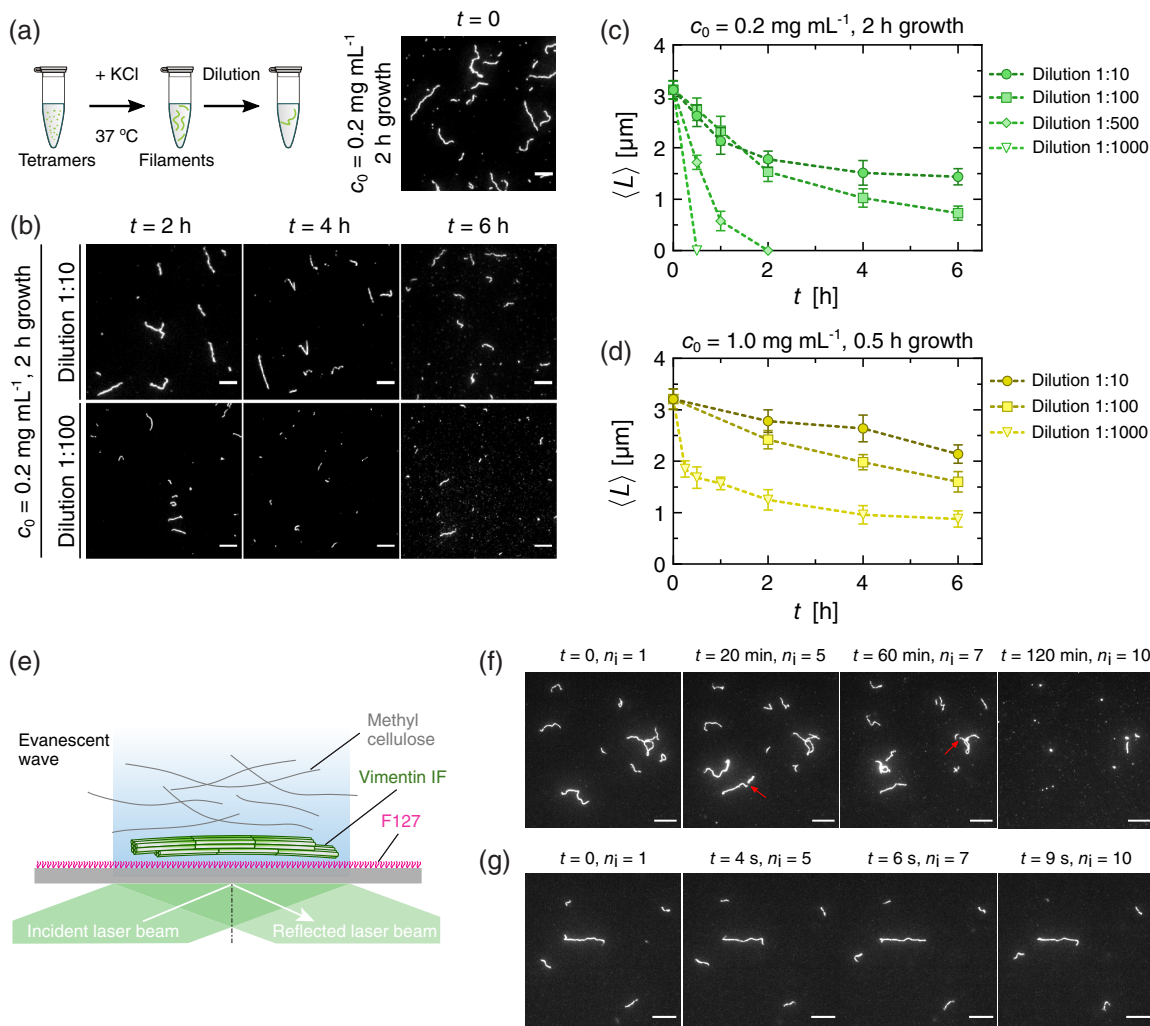 (a)
+ KCl
Dilution
37 ºC
Tetramers
Filaments
c₀ = 0.2 mg mL⁻¹
2 h growth
t = 0
(b)
t = 2 h
t = 4 h
t = 6 h
c₀ = 0.2 mg mL⁻¹, 2 h growth
Dilution 1:10
Dilution 1:100
(c)
c₀ = 0.2 mg mL⁻¹, 2 h growth
4
3
2
1
0
⟨L⟩ [µm]
0
2
4
6
t [h]
Dilution 1:10
Dilution 1:100
Dilution 1:500
Dilution 1:1000
(d)
c₀ = 1.0 mg mL⁻¹, 0.5 h growth
4
3
2
1
0
⟨L⟩ [µm]
0
2
4
6
t [h]
Dilution 1:10
Dilution 1:100
Dilution 1:1000
(e)
Evanescent
wave
Methyl
cellulose
Vimentin IF
F127
Incident laser beam
Reflected laser beam
(f)
t = 0, nᵢ = 1
t = 20 min, nᵢ = 5
t = 60 min, nᵢ = 7
t = 120 min, nᵢ = 10
(g)
t = 0, nᵢ = 1
t = 4 s, nᵢ = 5
t = 6 s, nᵢ = 7
t = 9 s, nᵢ = 10